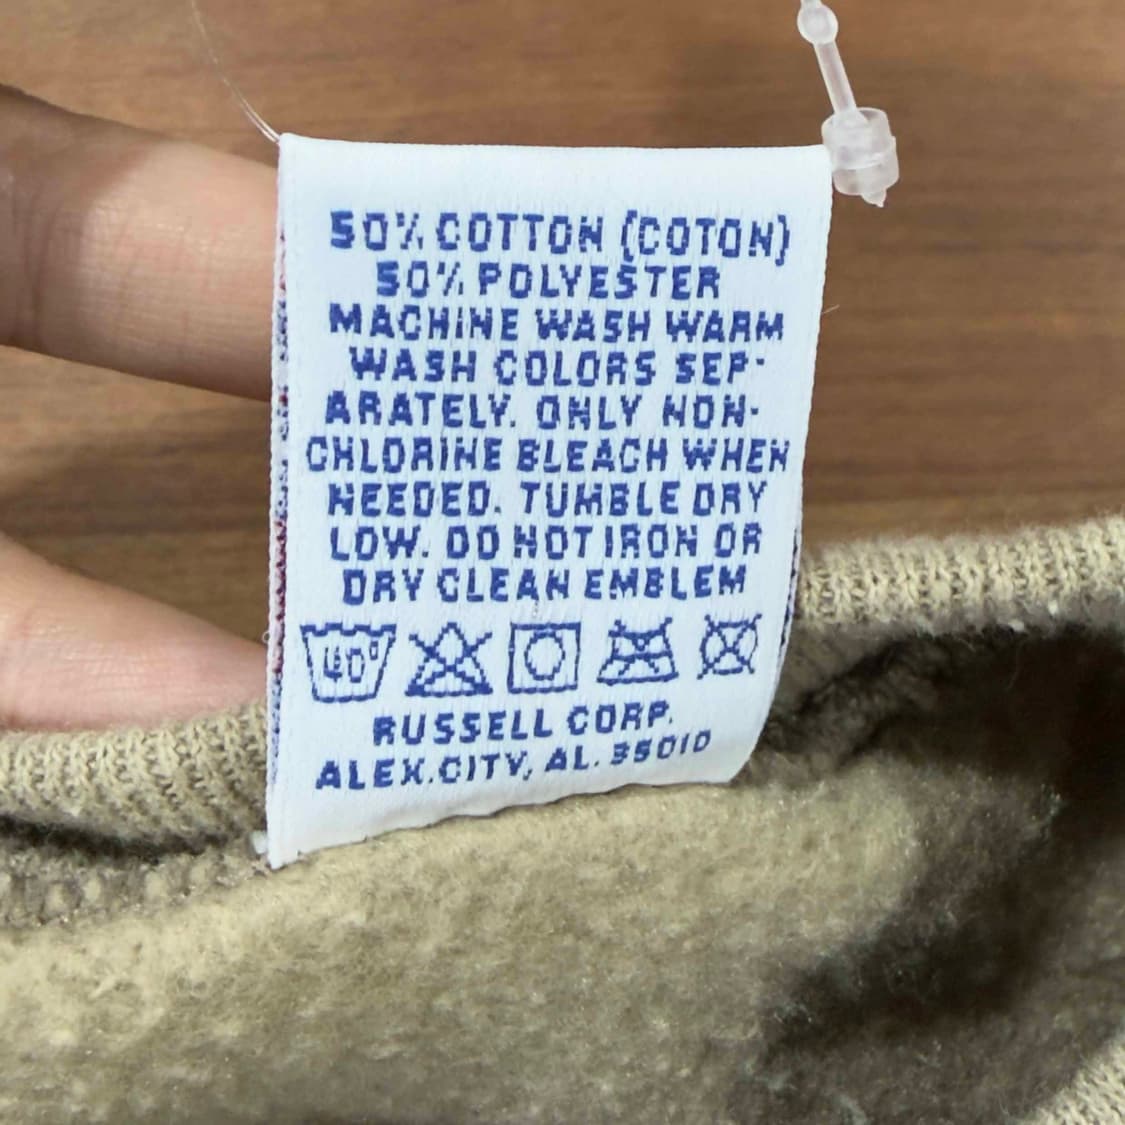 50% COTTON (COTON)
50% POLYESTER
MACHINE WASH WARM
WASH COLORS SEP-
ARATELY. ONLY NON-
CHLORINE BLEACH WHEN
NEEDED. TUMBLE DRY
LOW. DO NOT IRON OR
DRY CLEAN EMBLEM
40°
RUSSELL CORP.
ALEX.CITY, AL. 35010